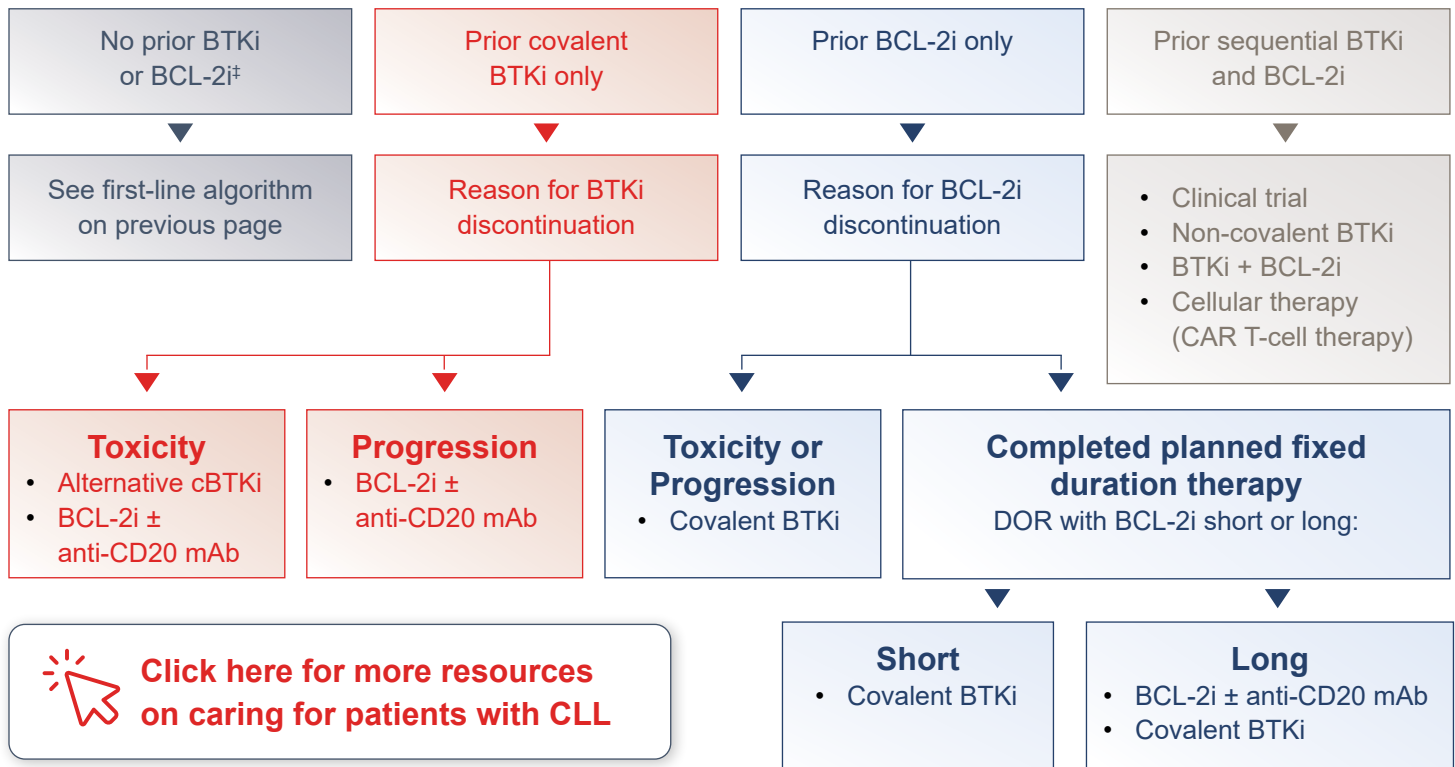 No prior BTKi
or BCL-2i‡
Prior covalent
BTKi only
Prior BCL-2i only
Prior sequential BTKi
and BCL-2i
See first-line algorithm
on previous page
Reason for BTKi
discontinuation
Reason for BCL-2i
discontinuation
• Clinical trial
• Non-covalent BTKi
• BTKi + BCL-2i
• Cellular therapy
(CAR T-cell therapy)
Toxicity
• Alternative cBTKi
• BCL-2i ±
anti-CD20 mAb
Progression
• BCL-2i ±
anti-CD20 mAb
Toxicity or
Progression
• Covalent BTKi
Completed planned fixed
duration therapy
DOR with BCL-2i short or long:
Short
• Covalent BTKi
Long
• BCL-2i ± anti-CD20 mAb
• Covalent BTKi
Click here for more resources
on caring for patients with CLL